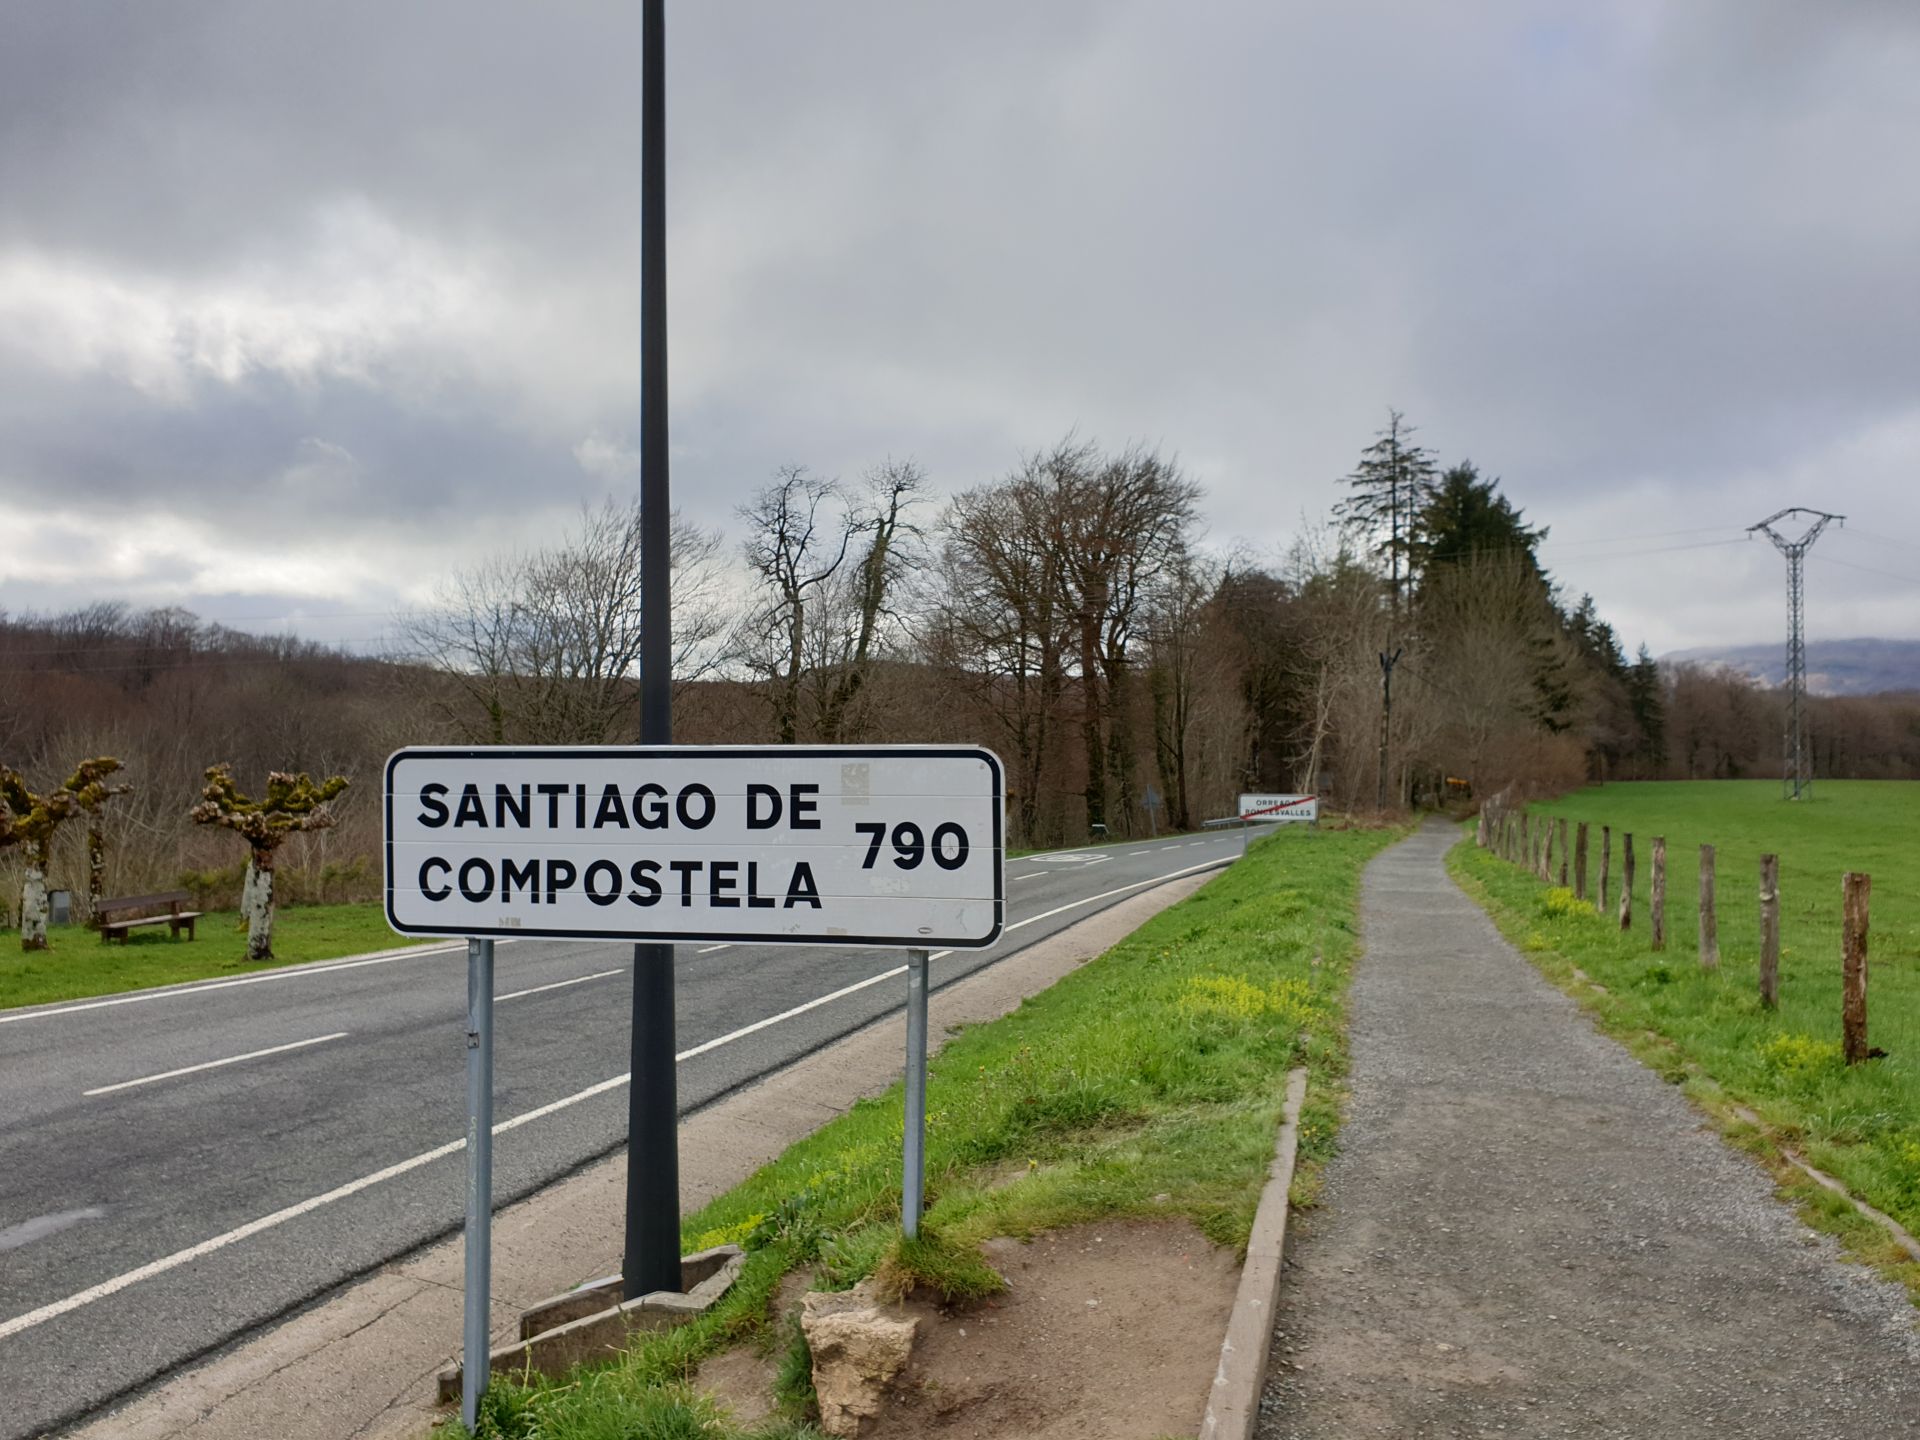 SANTIAGO DE
COMPOSTELA
790
ORREAGA
RONCESVALLES